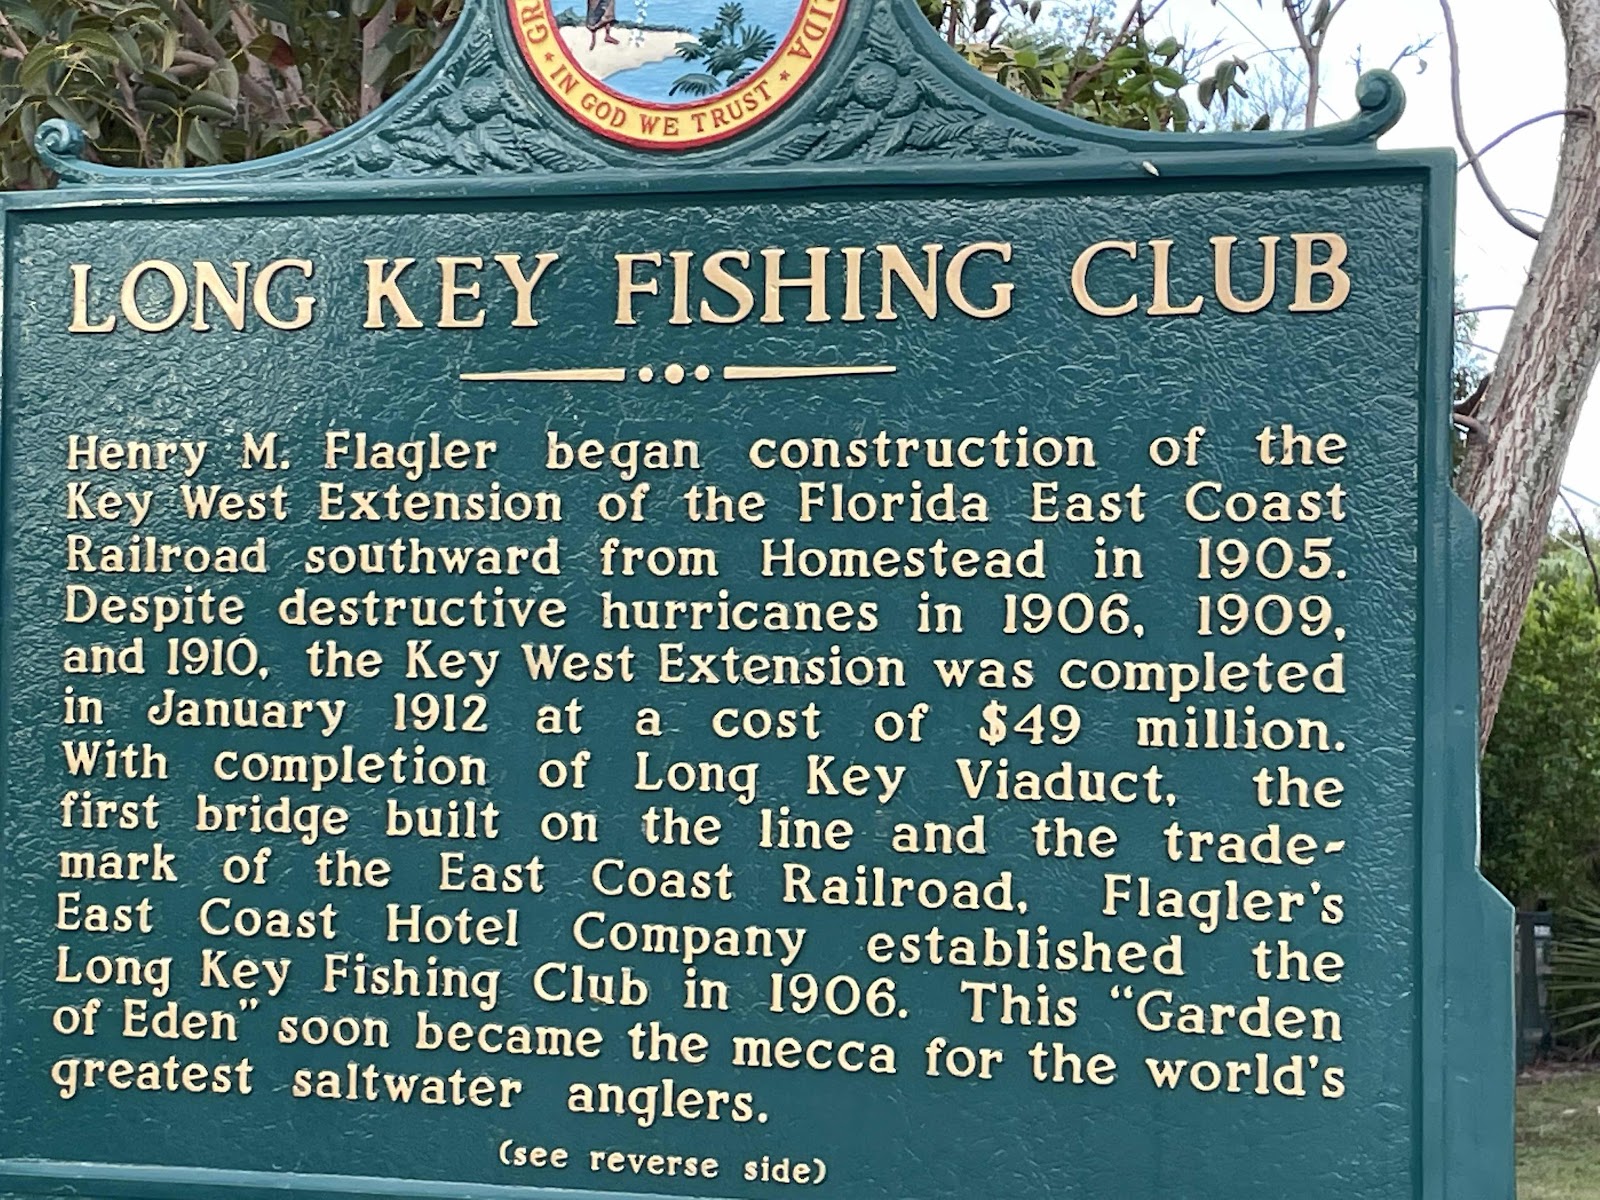 GR
RIDA
★ IN GOD WE TRUST ★
LONG KEY FISHING CLUB
Henry M. Flagler began construction of the
Key West Extension of the Florida East Coast
Railroad southward from Homestead in 1905.
Despite destructive hurricanes in 1906, 1909,
and 1910, the Key West Extension was completed
in January 1912 at a cost of $49 million.
With completion of Long Key Viaduct, the
first bridge built on the line and the trade-
mark of the East Coast Railroad, Flagler's
East Coast Hotel Company established the
Long Key Fishing Club in 1906. This "Garden
of Eden" soon became the mecca for the world's
greatest saltwater anglers.
(see reverse side)